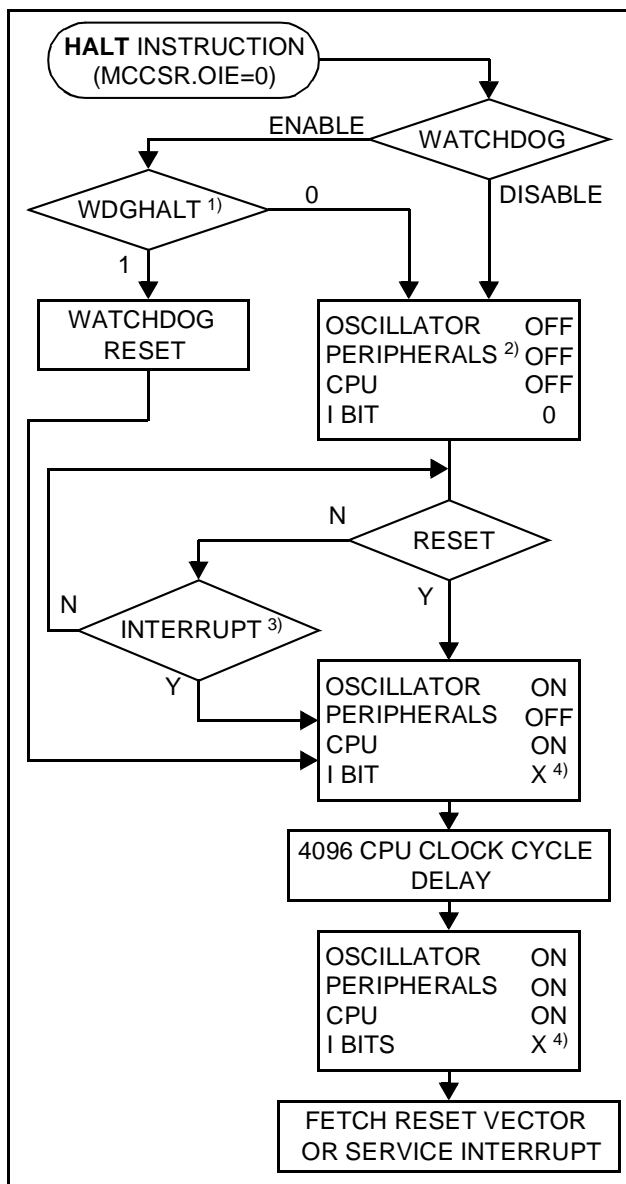 HALT INSTRUCTION
(MCCSR.OIE=0)
ENABLE
WATCHDOG
WDGHALT 1)
0
DISABLE
1
WATCHDOG
RESET
OSCILLATOR OFF
PERIPHERALS 2) OFF
CPU OFF
I BIT 0
N
RESET
N
Y
INTERRUPT 3)
Y
OSCILLATOR ON
PERIPHERALS OFF
CPU ON
I BIT X 4)
4096 CPU CLOCK CYCLE
DELAY
OSCILLATOR ON
PERIPHERALS ON
CPU ON
I BITS X 4)
FETCH RESET VECTOR
OR SERVICE INTERRUPT